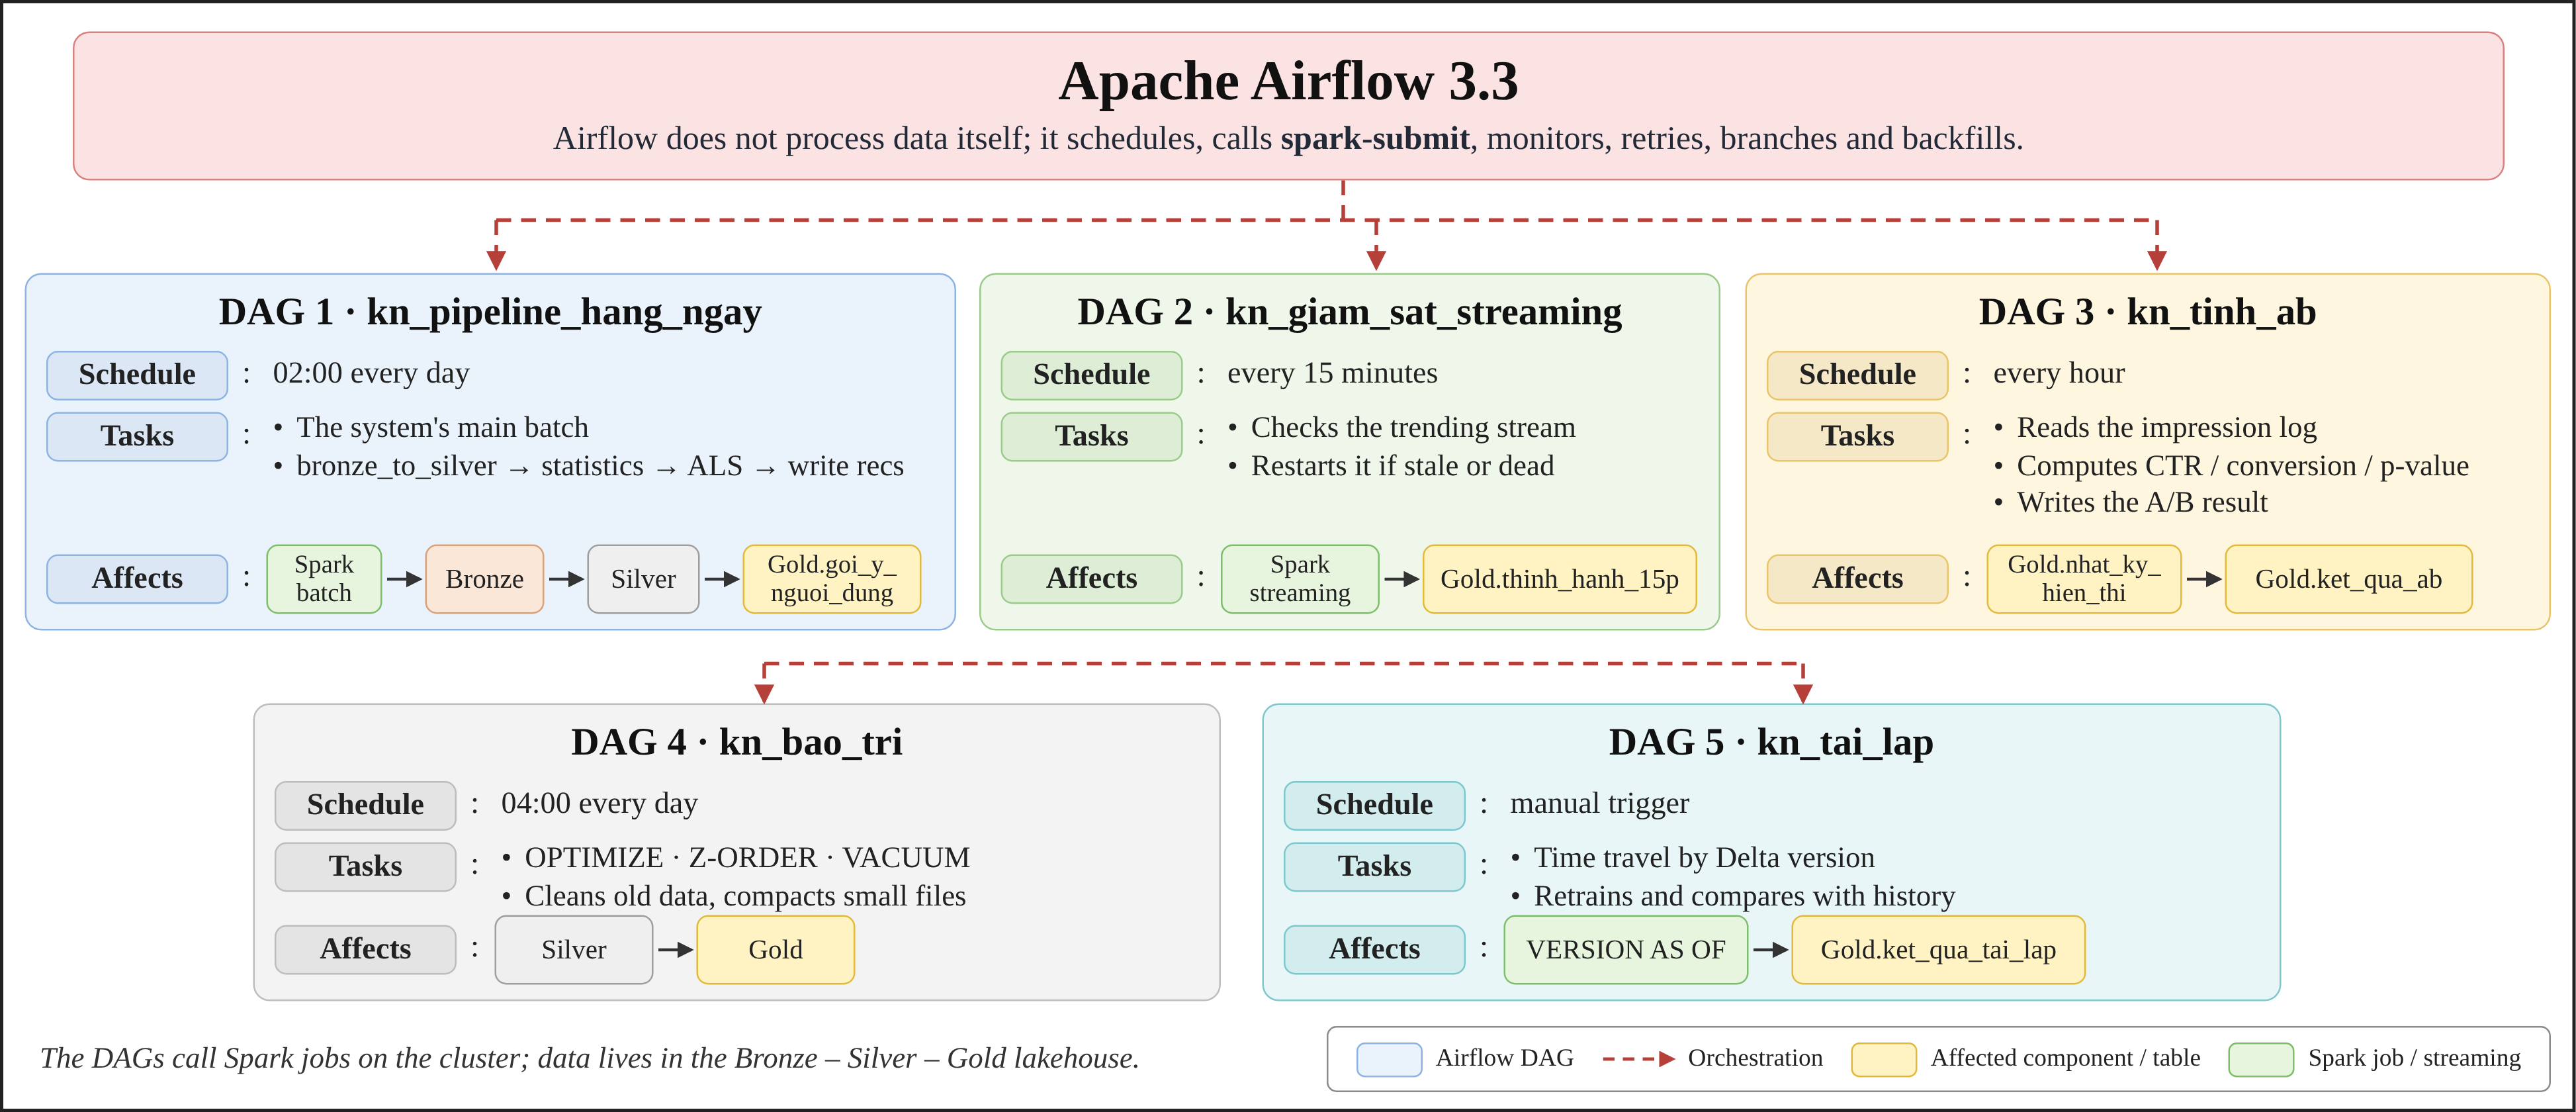 Apache Airflow 3.3
Airflow does not process data itself; it schedules, calls spark-submit, monitors, retries, branches and backfills.
DAG 1 · kn_pipeline_hang_ngay
Schedule : 02:00 every day
Tasks : • The system's main batch
• bronze_to_silver → statistics → ALS → write recs
Affects : Spark batch → Bronze → Silver → Gold.goi_y_nguoi_dung
DAG 2 · kn_giam_sat_streaming
Schedule : every 15 minutes
Tasks : • Checks the trending stream
• Restarts it if stale or dead
Affects : Spark streaming → Gold.thinh_hanh_15p
DAG 3 · kn_tinh_ab
Schedule : every hour
Tasks : • Reads the impression log
• Computes CTR / conversion / p-value
• Writes the A/B result
Affects : Gold.nhat_ky_hien_thi → Gold.ket_qua_ab
DAG 4 · kn_bao_tri
Schedule : 04:00 every day
Tasks : • OPTIMIZE · Z-ORDER · VACUUM
• Cleans old data, compacts small files
Affects : Silver → Gold
DAG 5 · kn_tai_lap
Schedule : manual trigger
Tasks : • Time travel by Delta version
• Retrains and compares with history
Affects : VERSION AS OF → Gold.ket_qua_tai_lap
The DAGs call Spark jobs on the cluster; data lives in the Bronze – Silver – Gold lakehouse.
Airflow DAG
Orchestration
Affected component / table
Spark job / streaming